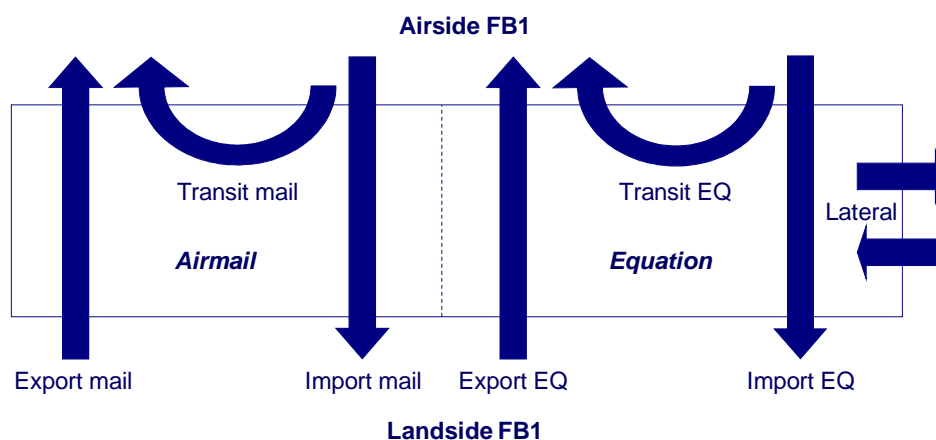 Airside FB1
Transit mail
Transit EQ
Lateral
Airmail
Equation
Export mail
Import mail
Export EQ
Import EQ
Landside FB1